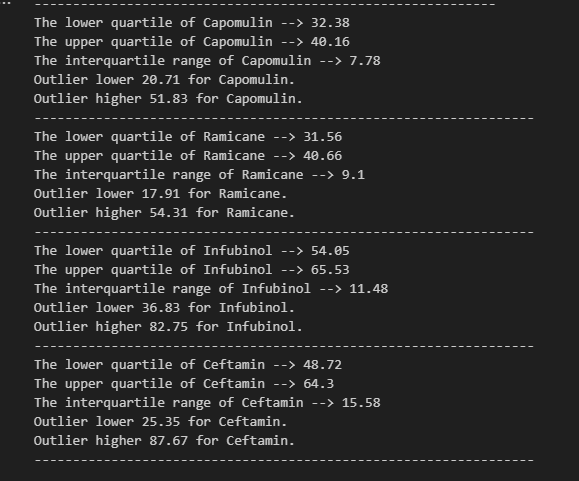 The lower quartile of Capomulin --> 32.38
The upper quartile of Capomulin --> 40.16
The interquartile range of Capomulin --> 7.78
Outlier lower 20.71 for Capomulin.
Outlier higher 51.83 for Capomulin.
-----------------------------------------------------------------
The lower quartile of Ramicane --> 31.56
The upper quartile of Ramicane --> 40.66
The interquartile range of Ramicane --> 9.1
Outlier lower 17.91 for Ramicane.
Outlier higher 54.31 for Ramicane.
-----------------------------------------------------------------
The lower quartile of Infubinol --> 54.05
The upper quartile of Infubinol --> 65.53
The interquartile range of Infubinol --> 11.48
Outlier lower 36.83 for Infubinol.
Outlier higher 82.75 for Infubinol.
-----------------------------------------------------------------
The lower quartile of Ceftamin --> 48.72
The upper quartile of Ceftamin --> 64.3
The interquartile range of Ceftamin --> 15.58
Outlier lower 25.35 for Ceftamin.
Outlier higher 87.67 for Ceftamin.
-----------------------------------------------------------------